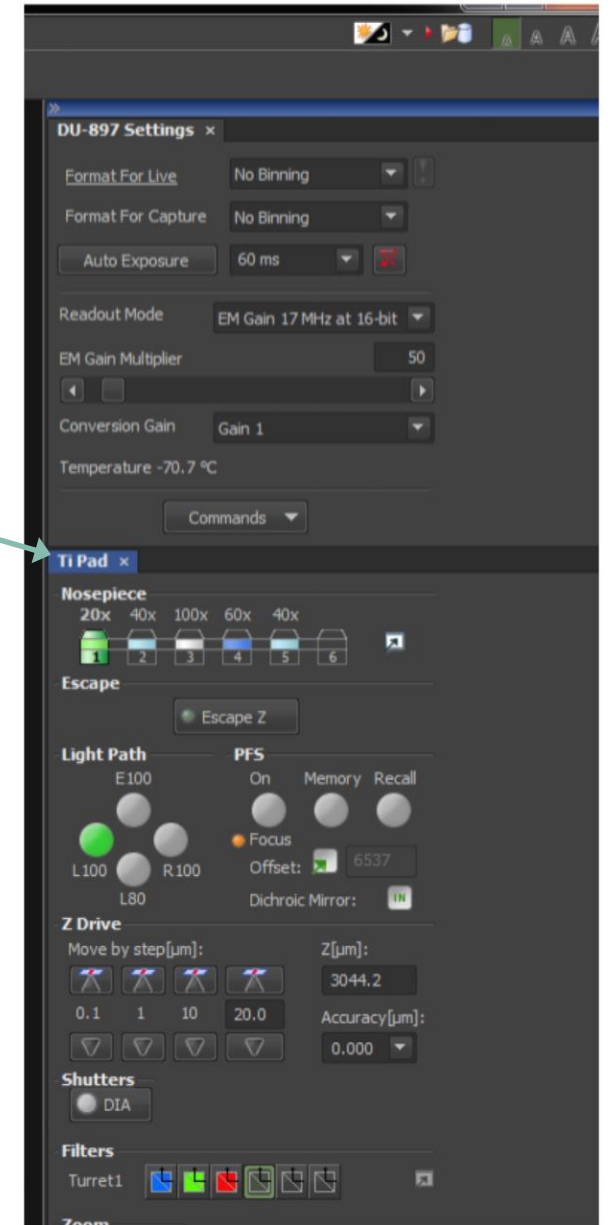 A A A
DU-897 Settings ×
Format For Live No Binning
Format For Capture No Binning
Auto Exposure 60 ms
Readout Mode EM Gain 17 MHz at 16-bit
EM Gain Multiplier 50
Conversion Gain Gain 1
Temperature -70.7 ºC
Commands
Ti Pad ×
Nosepiece
20x 40x 100x 60x 40x
1 2 3 4 5 6
Escape
Escape Z
Light Path PFS
E100 On Memory Recall
Focus
L100 R100 Offset: 6537
L80 Dichroic Mirror: IN
Z Drive
Move by step[µm]: Z[µm]:
3044.2
0.1 1 10 20.0 Accuracy[µm]:
0.000
Shutters
DIA
Filters
Turret1
Zoom